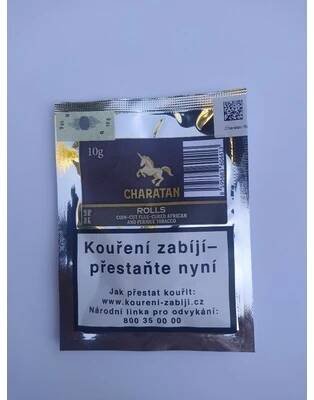 10g
CHARATAN
ROLLS
COIN-CUT FLUE-CURED AFRICAN
AND PERIQUE TOBACCO
Kouření zabíjí–
přestaňte nyní
Jak přestat kouřit:
www.koureni-zabiji.cz
Národní linka pro odvykání:
800 35 00 00